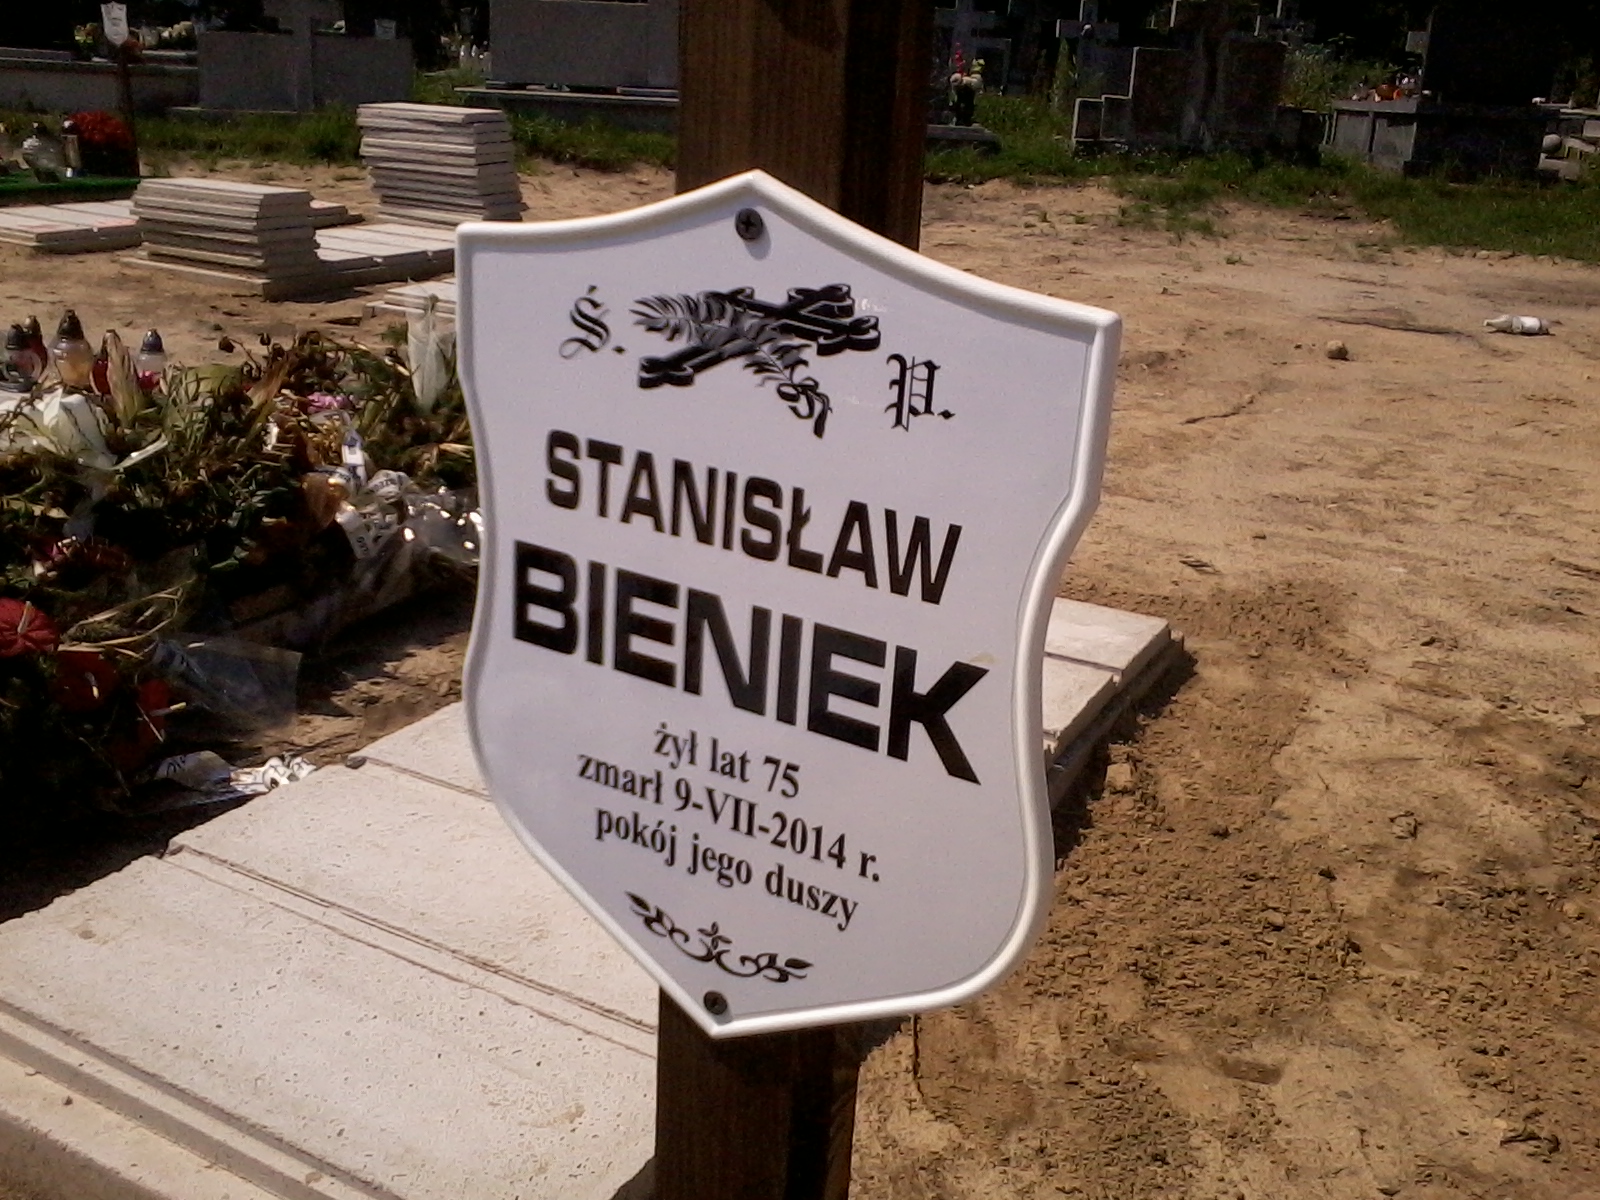 Ś. P.
STANISŁAW
BIENIEK
żył lat 75
zmarł 9-VII-2014 r.
pokój jego duszy